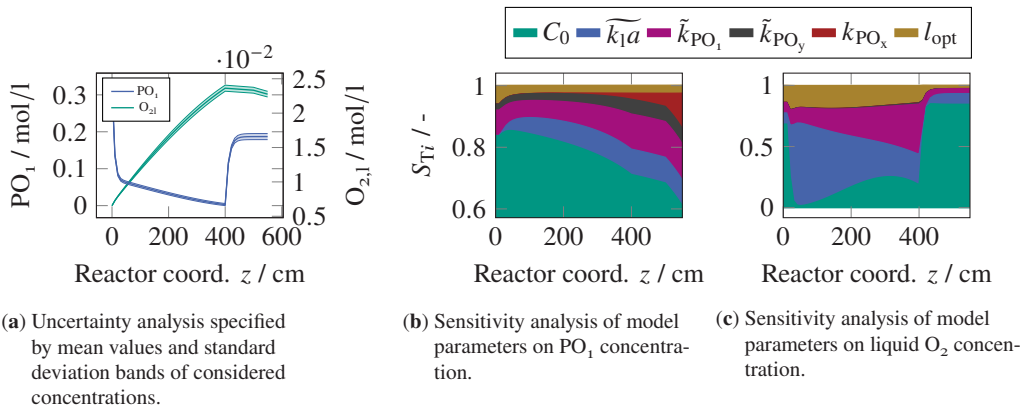 C₀ k̃₁a k̃PO₁ k̃POy kPOx lopt
·10⁻²
PO₁
O₂ₗ
0.3
0.2
0.1
0
2.5
2
1.5
1
0.5
0 200 400 600
PO₁ / mol/l
O₂,ₗ / mol/l
Reactor coord. z / cm
1
0.8
0.6
0 200 400
S_Ti / -
Reactor coord. z / cm
1
0.5
0
0 200 400
Reactor coord. z / cm
(a) Uncertainty analysis specified
by mean values and standard
deviation bands of considered
concentrations.
(b) Sensitivity analysis of model
parameters on PO₁ concentra-
tion.
(c) Sensitivity analysis of model
parameters on liquid O₂ concen-
tration.